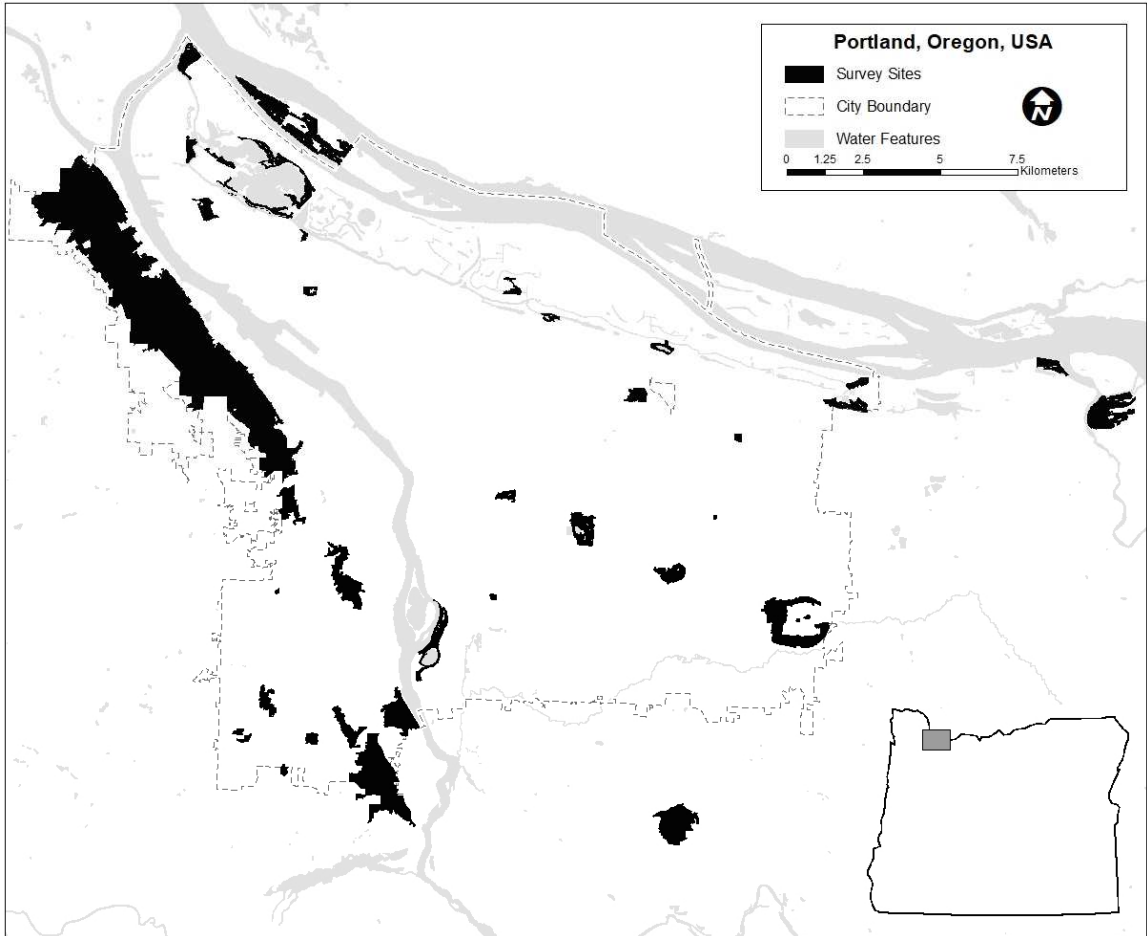 Portland, Oregon, USA
Survey Sites
City Boundary
N
Water Features
0 1.25 2.5 5 7.5
Kilometers